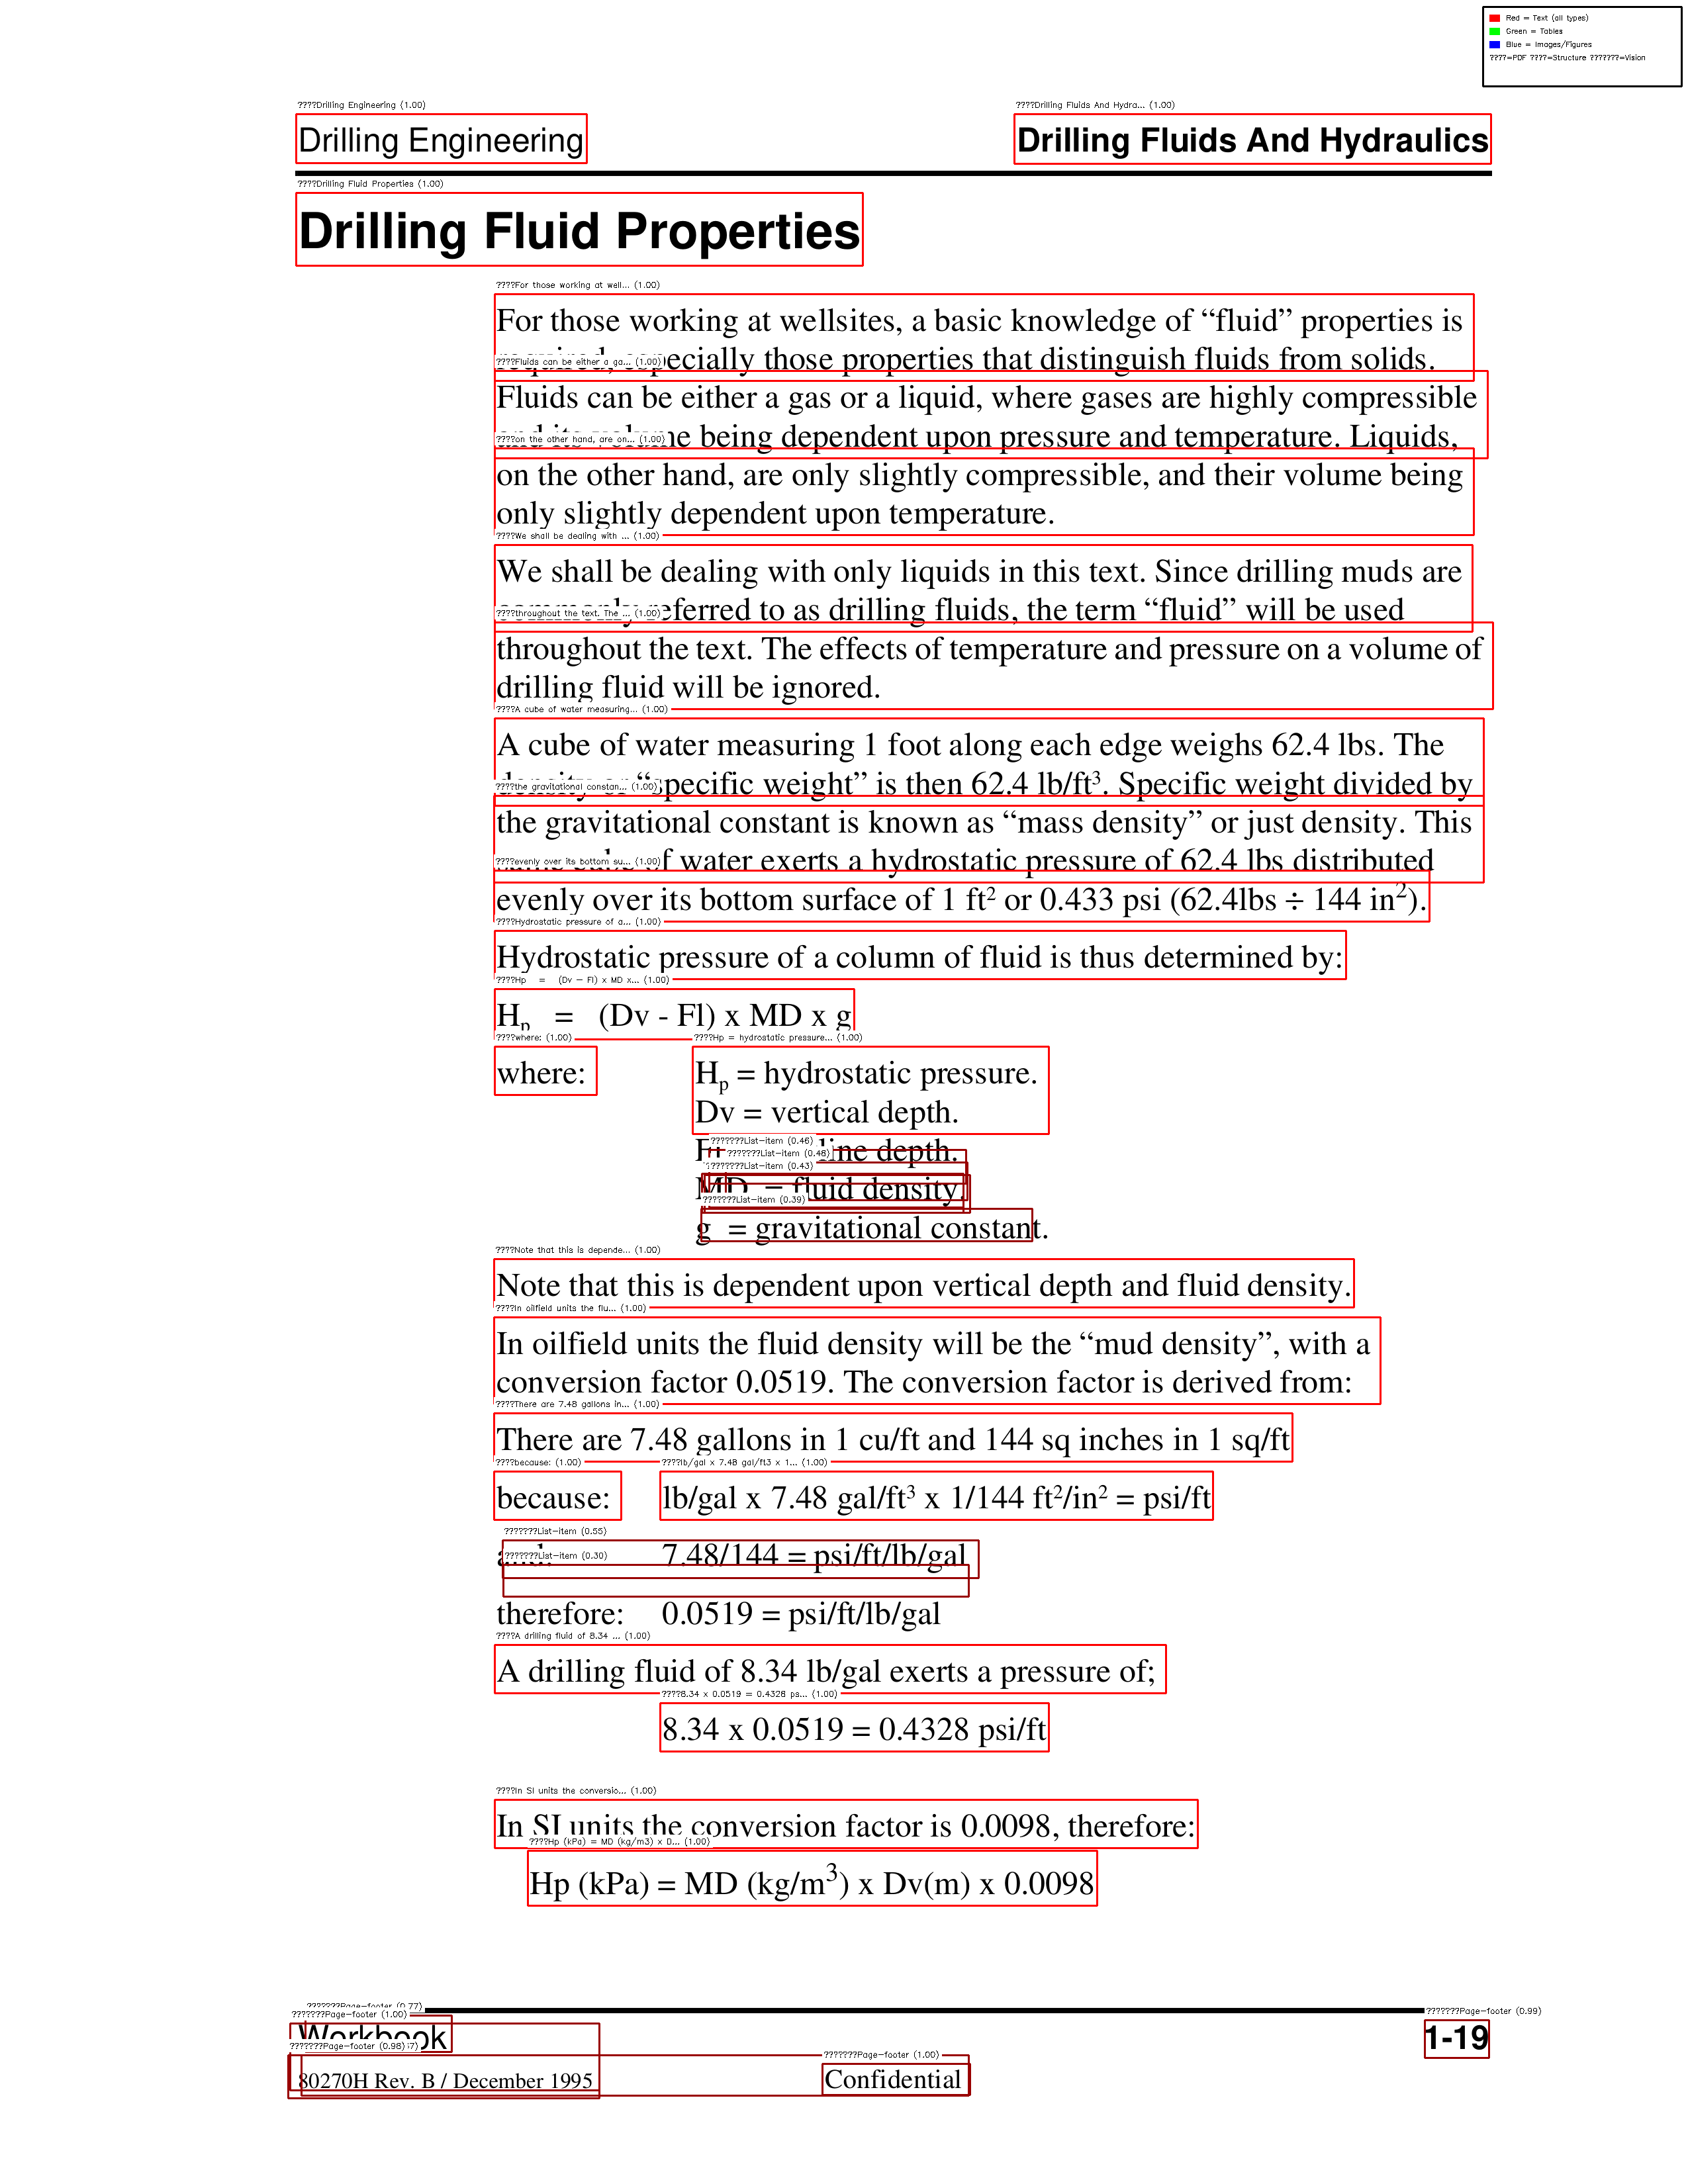 Red = Text (all types)
Green = Tables
Blue = Images/Figures
????=PDF ????=Structure ???????=Vision
????Drilling Engineering (1.00)
????Drilling Fluids And Hydra... (1.00)
Drilling Engineering
Drilling Fluids And Hydraulics
????Drilling Fluid Properties (1.00)
Drilling Fluid Properties
????For those working at well... (1.00)
For those working at wellsites, a basic knowledge of “fluid” properties is
especially those properties that distinguish fluids from solids.
????Fluids can be either a ga... (1.00)
Fluids can be either a gas or a liquid, where gases are highly compressible
and its volume being dependent upon pressure and temperature. Liquids,
????on the other hand, are on... (1.00)
on the other hand, are only slightly compressible, and their volume being
only slightly dependent upon temperature.
????We shall be dealing with ... (1.00)
We shall be dealing with only liquids in this text. Since drilling muds are
commonly referred to as drilling fluids, the term “fluid” will be used
????throughout the text. The ... (1.00)
throughout the text. The effects of temperature and pressure on a volume of
drilling fluid will be ignored.
????A cube of water measuring... (1.00)
A cube of water measuring 1 foot along each edge weighs 62.4 lbs. The
density or “specific weight” is then 62.4 lb/ft³. Specific weight divided by
????the gravitational constan... (1.00)
the gravitational constant is known as “mass density” or just density. This
of water exerts a hydrostatic pressure of 62.4 lbs distributed
????evenly over its bottom su... (1.00)
evenly over its bottom surface of 1 ft² or 0.433 psi (62.4lbs ÷ 144 in²).
????Hydrostatic pressure of a... (1.00)
Hydrostatic pressure of a column of fluid is thus determined by:
????Hp = (Dv - Fl) x MD x... (1.00)
Hp = (Dv - Fl) x MD x g
????where: (1.00)
????Hp = hydrostatic pressure... (1.00)
where: Hp = hydrostatic pressure.
Dv = vertical depth.
???????List-item (0.46)
line depth.
???????List-item (0.48)
???????List-item (0.43)
MD = fluid density.
???????List-item (0.39)
g = gravitational constant.
????Note that this is depende... (1.00)
Note that this is dependent upon vertical depth and fluid density.
????In oilfield units the flu... (1.00)
In oilfield units the fluid density will be the “mud density”, with a
conversion factor 0.0519. The conversion factor is derived from:
????There are 7.48 gallons in... (1.00)
There are 7.48 gallons in 1 cu/ft and 144 sq inches in 1 sq/ft
????because: (1.00)
????lb/gal x 7.48 gal/ft3 x 1... (1.00)
because: lb/gal x 7.48 gal/ft³ x 1/144 ft²/in² = psi/ft
???????List-item (0.55)
and: 7.48/144 = psi/ft/lb/gal
???????List-item (0.30)
therefore: 0.0519 = psi/ft/lb/gal
????A drilling fluid of 8.34 ... (1.00)
A drilling fluid of 8.34 lb/gal exerts a pressure of;
????8.34 x 0.0519 = 0.4328 ps... (1.00)
8.34 x 0.0519 = 0.4328 psi/ft
????In SI units the conversio... (1.00)
In SI units the conversion factor is 0.0098, therefore:
????Hp (kPa) = MD (kg/m3) x D... (1.00)
Hp (kPa) = MD (kg/m³) x Dv(m) x 0.0098
???????Page-footer (0.77)
???????Page-footer (1.00)
???????Page-footer (0.99)
Workbook
1-19
???????Page-footer (0.98)
???????Page-footer (1.00)
80270H Rev. B / December 1995
Confidential